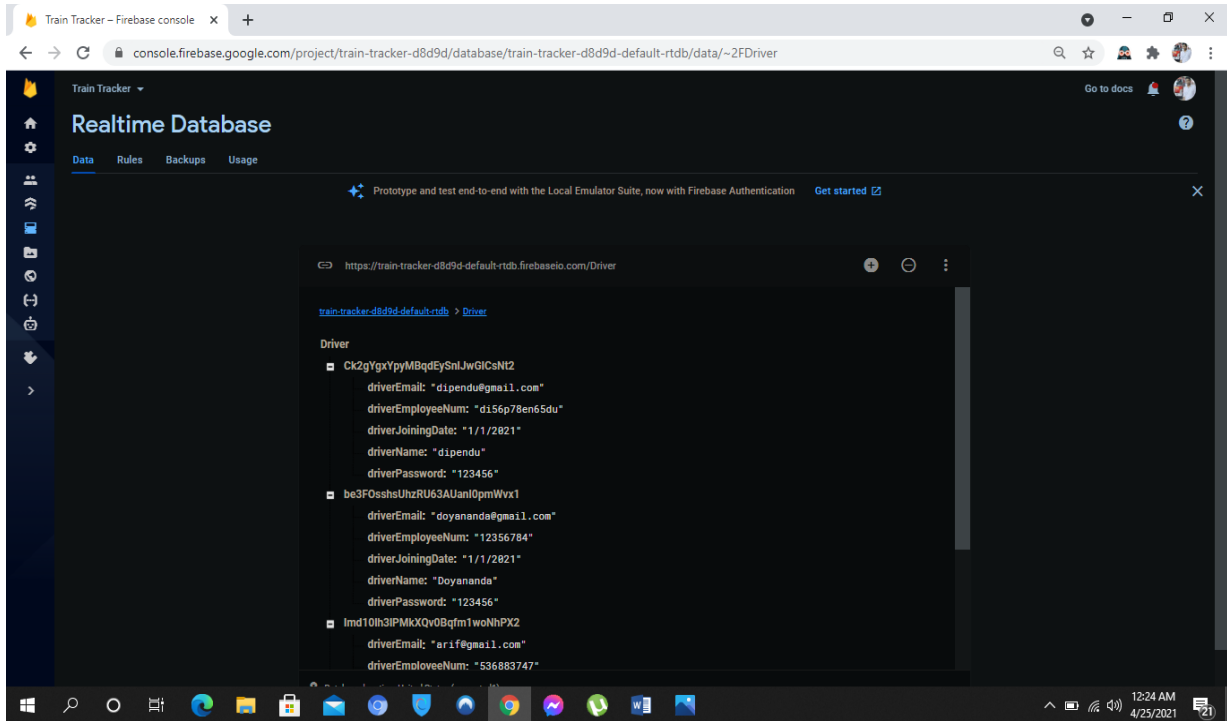 Train Tracker – Firebase console
console.firebase.google.com/project/train-tracker-d8d9d/database/train-tracker-d8d9d-default-rtdb/data/~2FDriver
Train Tracker
Go to docs
Realtime Database
Data Rules Backups Usage
Prototype and test end-to-end with the Local Emulator Suite, now with Firebase Authentication Get started
https://train-tracker-d8d9d-default-rtdb.firebaseio.com/Driver
train-tracker-d8d9d-default-rtdb > Driver
Driver
Ck2gYgxYpyMBqdEySnIJwGlCsNt2
driverEmail: "dipendu@gmail.com"
driverEmployeeNum: "di56p78en65du"
driverJoiningDate: "1/1/2021"
driverName: "dipendu"
driverPassword: "123456"
be3FOsshsUhzRU63AUanI0pmWvx1
driverEmail: "doyananda@gmail.com"
driverEmployeeNum: "12356784"
driverJoiningDate: "1/1/2021"
driverName: "Doyananda"
driverPassword: "123456"
lmd10Ih3IPMkXQv0Bqfm1woNhPX2
driverEmail: "arif@gmail.com"
driverEmployeeNum: "536883747"
12:24 AM
4/25/2021
21